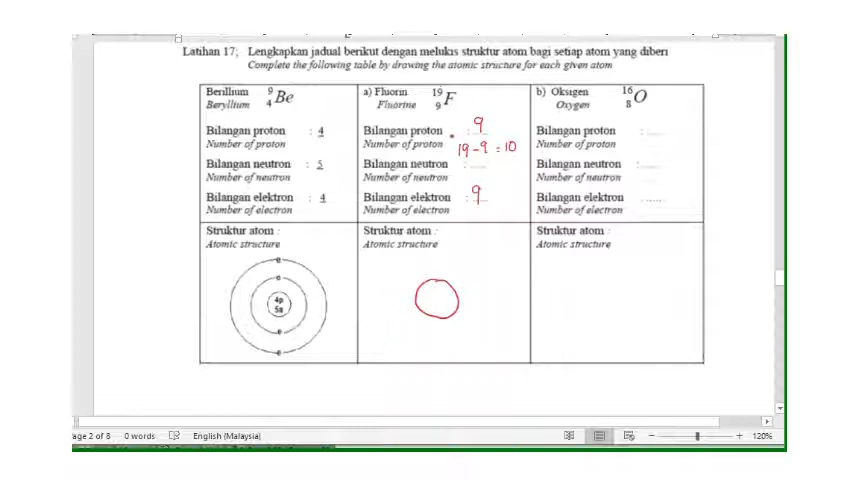 Latihan 17; Lengkapkan jadual berikut dengan melukis struktur atom bagi setiap atom yang diberi
Complete the following table by drawing the atomic structure for each given atom
Berillium 9 4 Be
Beryllium
Bilangan proton : 4
Number of proton
Bilangan neutron : 5
Number of neutron
Bilangan elektron : 4
Number of electron
Struktur atom :
Atomic structure
e
e
4p
5n
e
e
a) Fluorin 19 9 F
Fluorine
Bilangan proton : 9
Number of proton
19 - 9 = 10
Bilangan neutron : ......
Number of neutron
Bilangan elektron : 9
Number of electron
Struktur atom :
Atomic structure
b) Oksigen 16 8 O
Oxygen
Bilangan proton : ......
Number of proton
Bilangan neutron : ......
Number of neutron
Bilangan elektron : ......
Number of electron
Struktur atom :
Atomic structure
age 2 of 8 0 words English (Malaysia) 120%